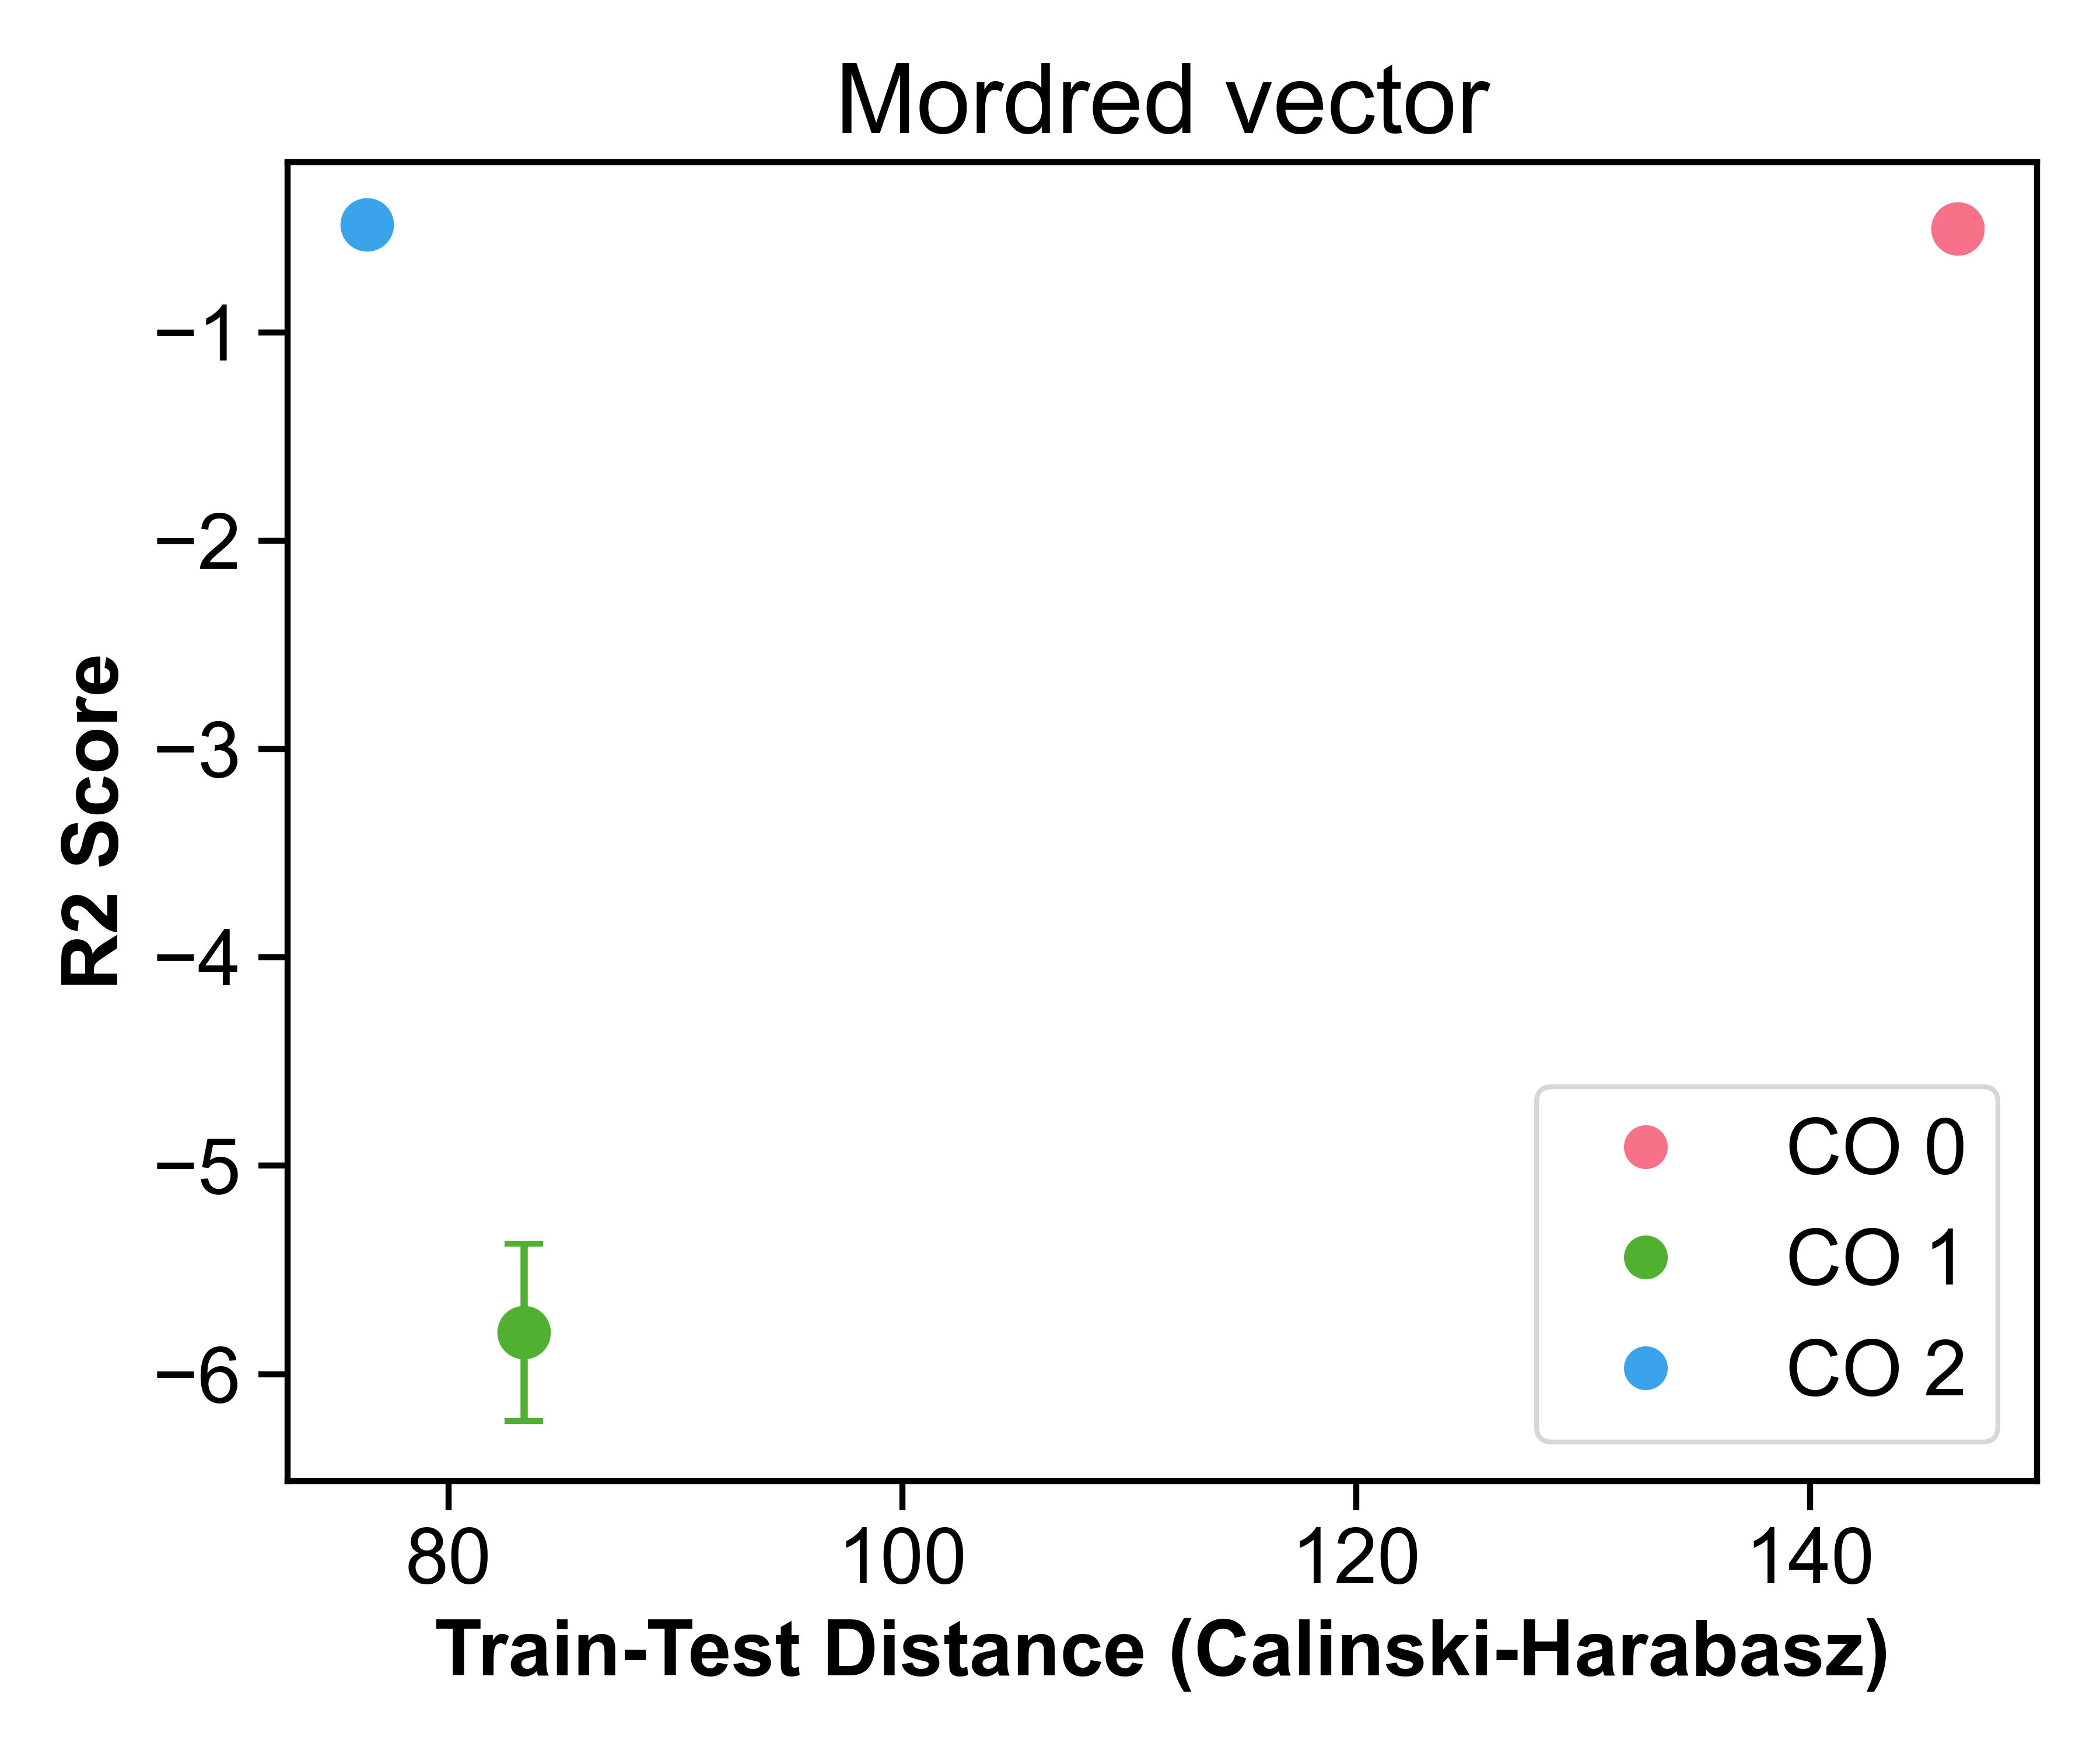 Mordred vector
R2 Score
−1
−2
−3
−4
−5
−6
CO 0
CO 1
CO 2
80 100 120 140
Train-Test Distance (Calinski-Harabasz)